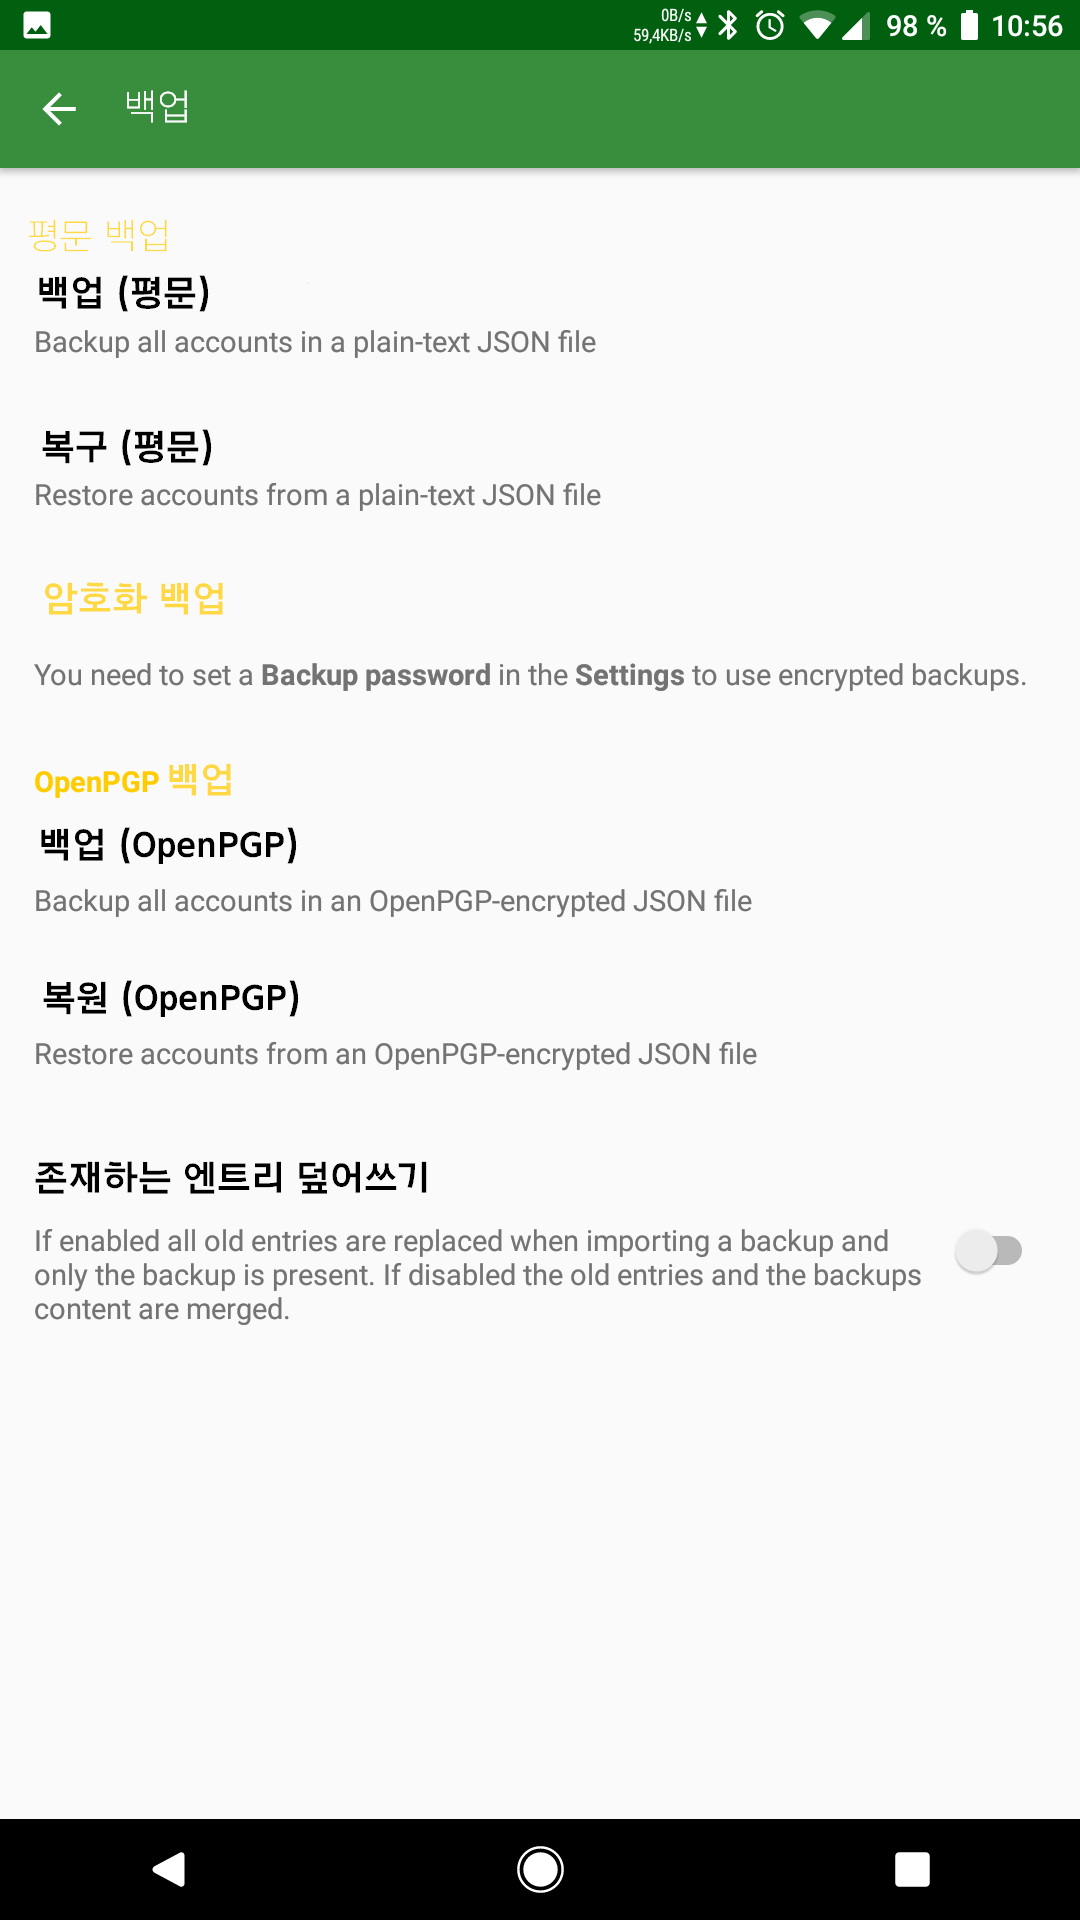 0B/s
59,4KB/s
98 % 10:56
백업
평문 백업
백업 (평문)
Backup all accounts in a plain-text JSON file
복구 (평문)
Restore accounts from a plain-text JSON file
암호화 백업
You need to set a Backup password in the Settings to use encrypted backups.
OpenPGP 백업
백업 (OpenPGP)
Backup all accounts in an OpenPGP-encrypted JSON file
복원 (OpenPGP)
Restore accounts from an OpenPGP-encrypted JSON file
존재하는 엔트리 덮어쓰기
If enabled all old entries are replaced when importing a backup and
only the backup is present. If disabled the old entries and the backups
content are merged.